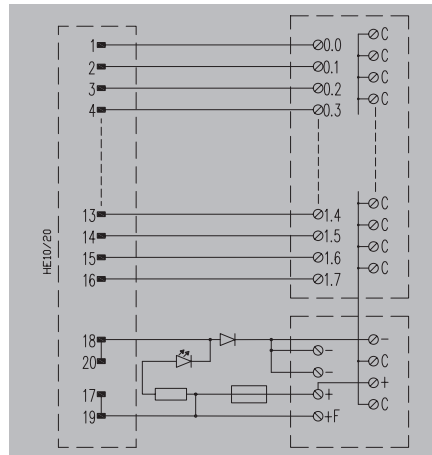 1 0.0 C
2 0.1 C
3 0.2 C
4 0.3 C
13 1.4 C
14 1.5 C
15 1.6 C
16 1.7 C
HE10/20
18 -
-
20 C
-
+
17 +
C
19 +F